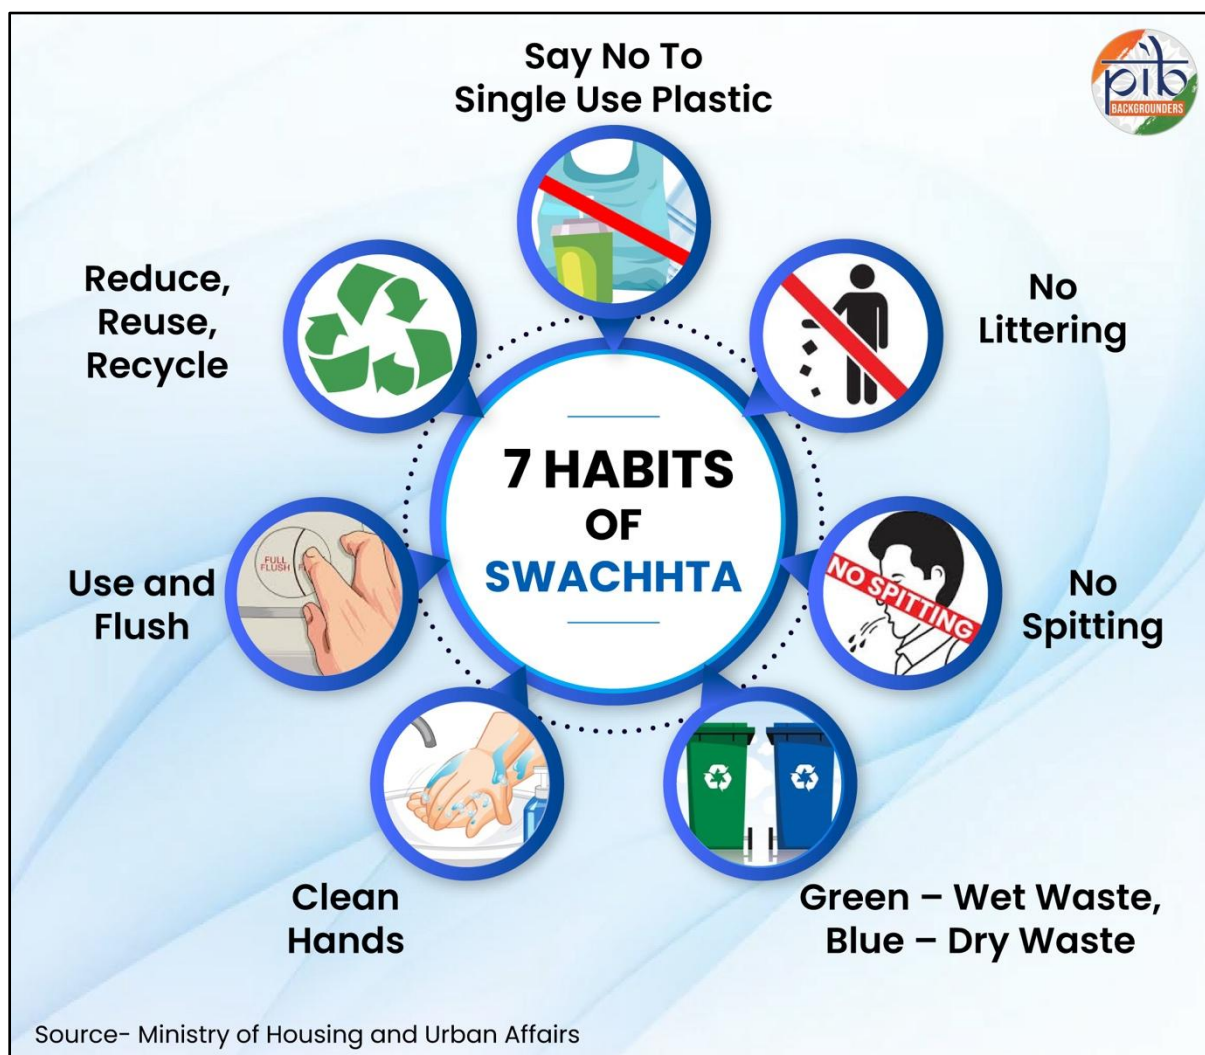 Say No To
Single Use Plastic
pib
BACKGROUNDERS
Reduce,
Reuse,
Recycle
No
Littering
7 HABITS
OF
SWACHHTA
FULL
FLUSH
Use and
Flush
NO SPITTING
No
Spitting
Clean
Hands
Green – Wet Waste,
Blue – Dry Waste
Source- Ministry of Housing and Urban Affairs